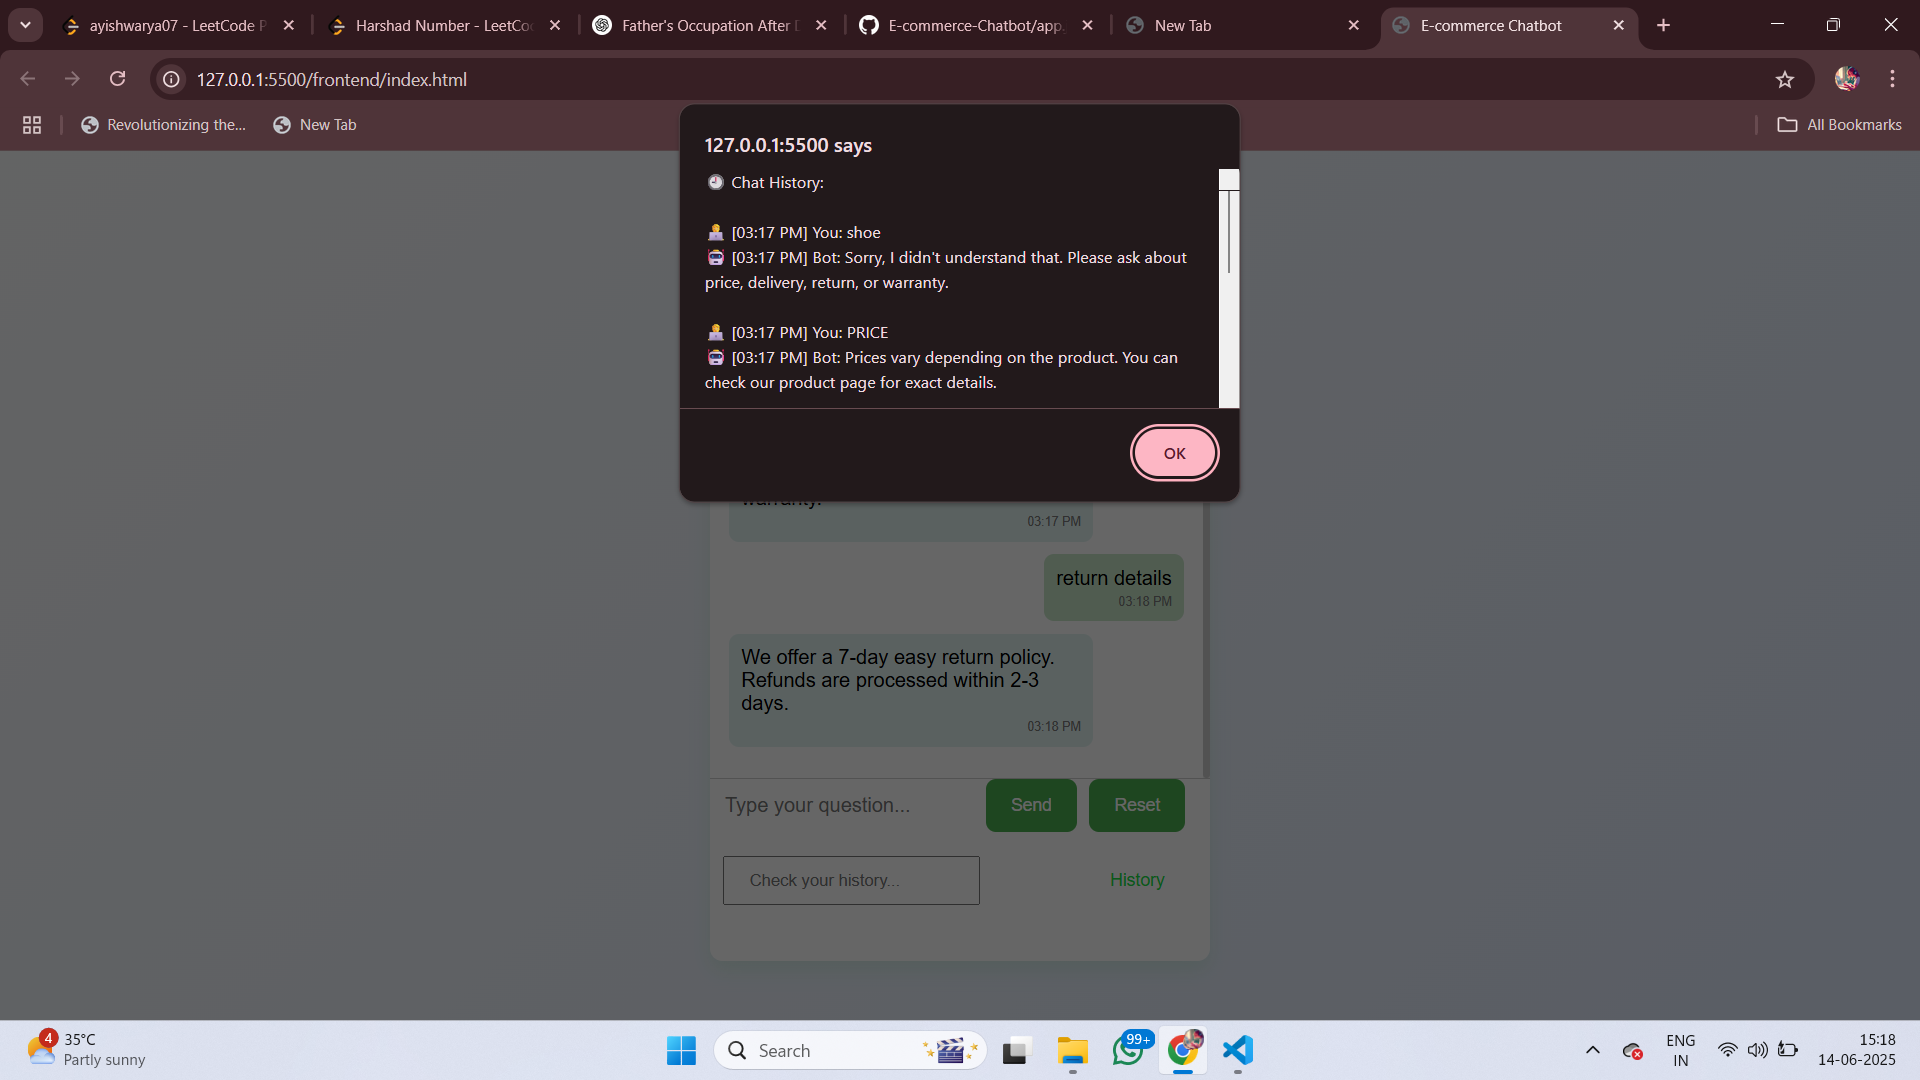 ayishwarya07 - LeetCode P
Harshad Number - LeetCo
Father's Occupation After
E-commerce-Chatbot/app
New Tab
E-commerce Chatbot
127.0.0.1:5500/frontend/index.html
Revolutionizing the...
New Tab
All Bookmarks
127.0.0.1:5500 says
Chat History:
[03:17 PM] You: shoe
[03:17 PM] Bot: Sorry, I didn't understand that. Please ask about
price, delivery, return, or warranty.
[03:17 PM] You: PRICE
[03:17 PM] Bot: Prices vary depending on the product. You can
check our product page for exact details.
OK
warranty.
03:17 PM
return details
03:18 PM
We offer a 7-day easy return policy.
Refunds are processed within 2-3
days.
03:18 PM
Type your question...
Send
Reset
Check your history...
History
4
35°C
Partly sunny
Search
99+
ENG
IN
15:18
14-06-2025